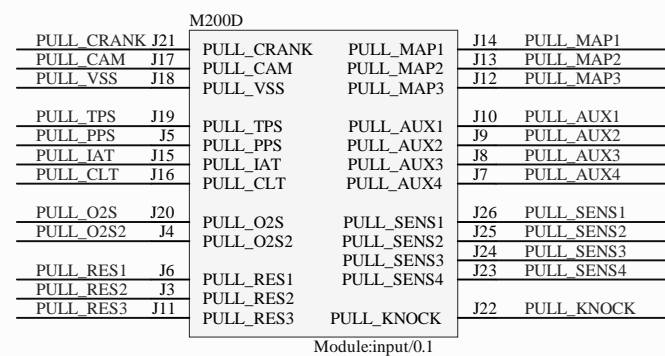 M200D
PULL_CRANK J21 PULL_CRANK PULL_MAP1 J14 PULL_MAP1
PULL_CAM J17 PULL_CAM PULL_MAP2 J13 PULL_MAP2
PULL_VSS J18 PULL_VSS PULL_MAP3 J12 PULL_MAP3
PULL_TPS J19 PULL_TPS PULL_AUX1 J10 PULL_AUX1
PULL_PPS J5 PULL_PPS PULL_AUX2 J9 PULL_AUX2
PULL_IAT J15 PULL_IAT PULL_AUX3 J8 PULL_AUX3
PULL_CLT J16 PULL_CLT PULL_AUX4 J7 PULL_AUX4
PULL_O2S J20 PULL_O2S PULL_SENS1 J26 PULL_SENS1
PULL_O2S2 J4 PULL_O2S2 PULL_SENS2 J25 PULL_SENS2
PULL_SENS3 J24 PULL_SENS3
PULL_RES1 J6 PULL_RES1 PULL_SENS4 J23 PULL_SENS4
PULL_RES2 J3 PULL_RES2
PULL_RES3 J11 PULL_RES3 PULL_KNOCK J22 PULL_KNOCK
Module:input/0.1